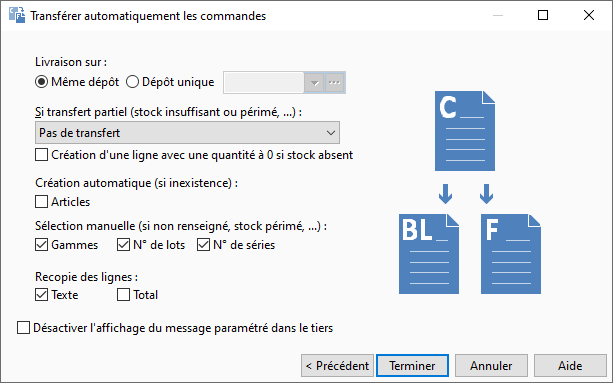 Transférer automatiquement les commandes
Livraison sur :
Même dépôt Dépôt unique
Si transfert partiel (stock insuffisant ou périmé, ...) :
Pas de transfert
Création d'une ligne avec une quantité à 0 si stock absent
Création automatique (si inexistence) :
Articles
Sélection manuelle (si non renseigné, stock périmé, ...) :
Gammes N° de lots N° de séries
Recopie des lignes :
Texte Total
Désactiver l'affichage du message paramétré dans le tiers
C
BL F
< Précédent Terminer Annuler Aide